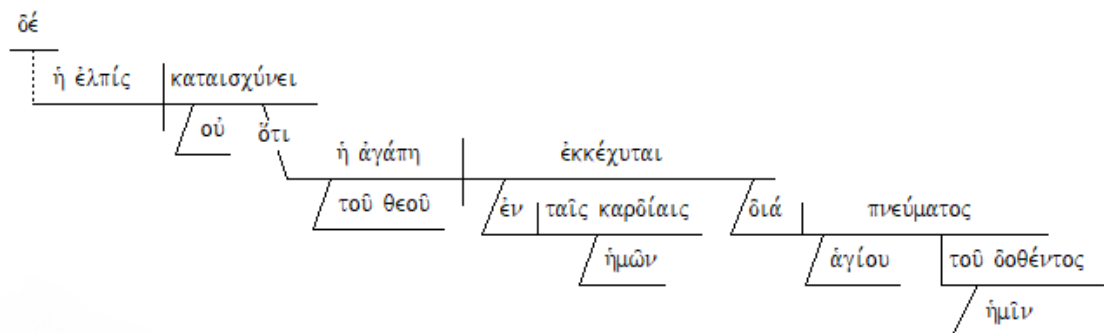 δέ
ἡ ἐλπίς καταισχύνει
οὐ ὅτι
ἡ ἀγάπη ἐκκέχυται
τοῦ θεοῦ ἐν ταῖς καρδίαις διά πνεύματος
ἡμῶν ἁγίου τοῦ δοθέντος
ἡμῖν